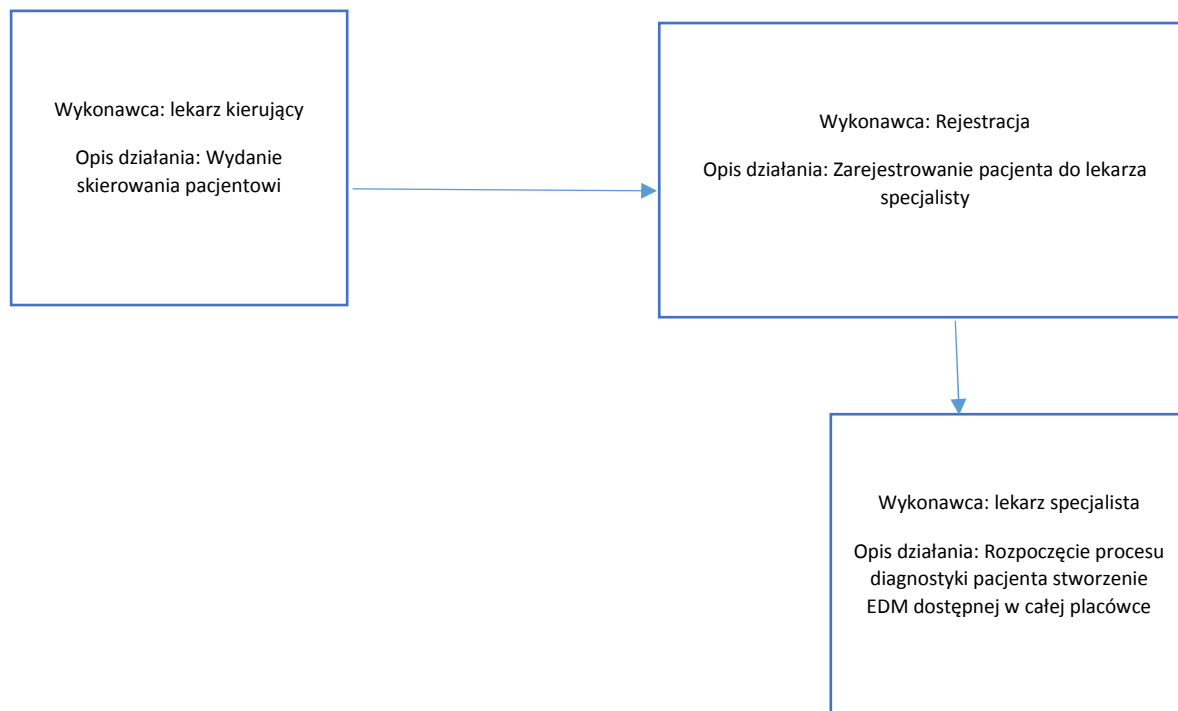 Wykonawca: lekarz kierujący
Opis działania: Wydanie
skierowania pacjentowi
Wykonawca: Rejestracja
Opis działania: Zarejestrowanie pacjenta do lekarza
specjalisty
Wykonawca: lekarz specjalista
Opis działania: Rozpoczęcie procesu
diagnostyki pacjenta stworzenie
EDM dostępnej w całej placówce